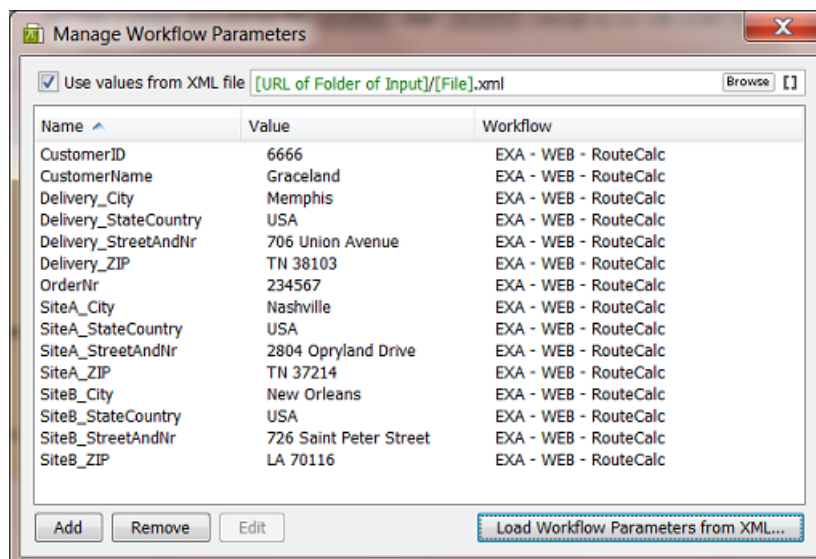 Manage Workflow Parameters
X
Use values from XML file [URL of Folder of Input]/[File].xml Browse []
Name Value Workflow
CustomerID 6666 EXA - WEB - RouteCalc
CustomerName Graceland EXA - WEB - RouteCalc
Delivery_City Memphis EXA - WEB - RouteCalc
Delivery_StateCountry USA EXA - WEB - RouteCalc
Delivery_StreetAndNr 706 Union Avenue EXA - WEB - RouteCalc
Delivery_ZIP TN 38103 EXA - WEB - RouteCalc
OrderNr 234567 EXA - WEB - RouteCalc
SiteA_City Nashville EXA - WEB - RouteCalc
SiteA_StateCountry USA EXA - WEB - RouteCalc
SiteA_StreetAndNr 2804 Opryland Drive EXA - WEB - RouteCalc
SiteA_ZIP TN 37214 EXA - WEB - RouteCalc
SiteB_City New Orleans EXA - WEB - RouteCalc
SiteB_StateCountry USA EXA - WEB - RouteCalc
SiteB_StreetAndNr 726 Saint Peter Street EXA - WEB - RouteCalc
SiteB_ZIP LA 70116 EXA - WEB - RouteCalc
Add Remove Edit Load Workflow Parameters from XML...